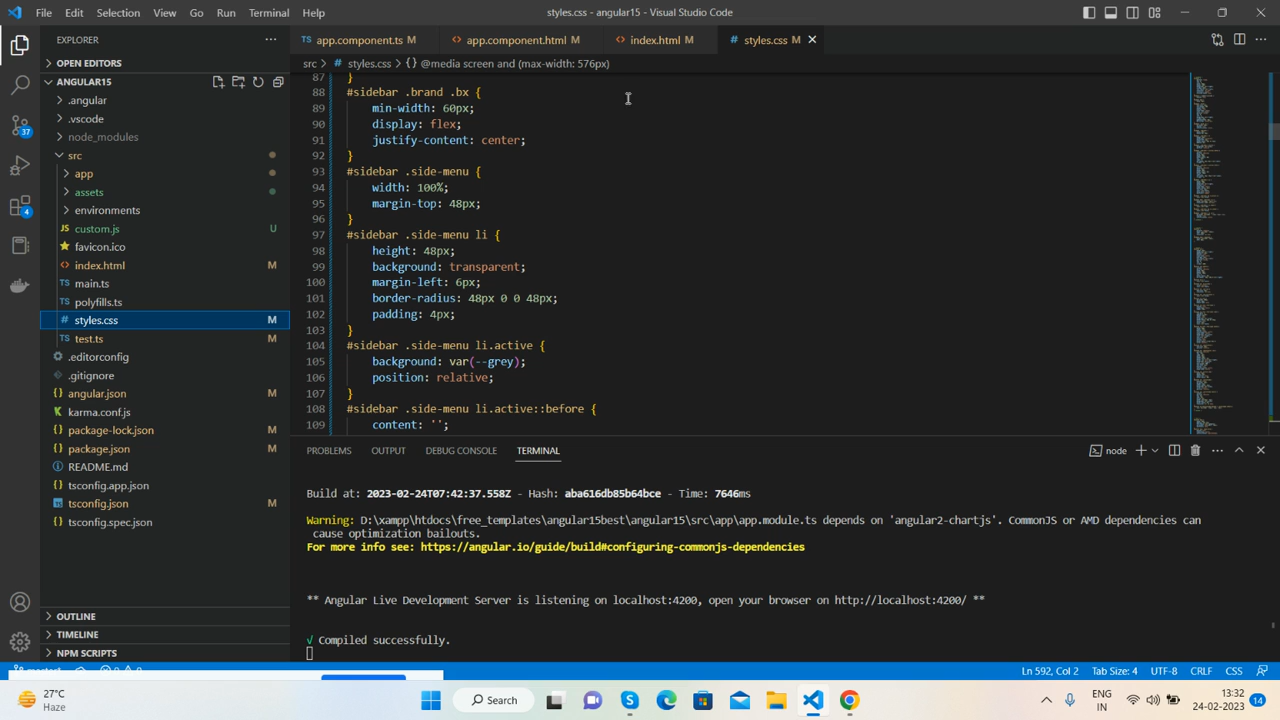 File Edit Selection View Go Run Terminal Help
styles.css - angular15 - Visual Studio Code
EXPLORER
OPEN EDITORS
ANGULAR15
.angular
.vscode
node_modules
src
app
assets
environments
custom.js U
favicon.ico
index.html M
main.ts
polyfills.ts
styles.css M
test.ts
.editorconfig
.gitignore
angular.json M
karma.conf.js
package-lock.json M
package.json M
README.md
tsconfig.app.json
tsconfig.json M
tsconfig.spec.json
OUTLINE
TIMELINE
NPM SCRIPTS
37
4
app.component.ts M app.component.html M index.html M styles.css M
src > styles.css > {} @media screen and (max-width: 576px)
87 }
88 #sidebar .brand .bx {
89 min-width: 60px;
90 display: flex;
91 justify-content: center;
92 }
93 #sidebar .side-menu {
94 width: 100%;
95 margin-top: 48px;
96 }
97 #sidebar .side-menu li {
98 height: 48px;
99 background: transparent;
100 margin-left: 6px;
101 border-radius: 48px 0 0 48px;
102 padding: 4px;
103 }
104 #sidebar .side-menu li.active {
105 background: var(--grey);
106 position: relative;
107 }
108 #sidebar .side-menu li.active::before {
109 content: '';
PROBLEMS OUTPUT DEBUG CONSOLE TERMINAL
node
Build at: 2023-02-24T07:42:37.558Z - Hash: aba616db85b64bce - Time: 7646ms
Warning: D:\xampp\htdocs\free_templates\angular15best\angular15\src\app\app.module.ts depends on 'angular2-chartjs'. CommonJS or AMD dependencies can
cause optimization bailouts.
For more info see: https://angular.io/guide/build#configuring-commonjs-dependencies
** Angular Live Development Server is listening on localhost:4200, open your browser on http://localhost:4200/ **
√ Compiled successfully.
Ln 592, Col 2 Tab Size: 4 UTF-8 CRLF CSS
27°C
Haze
Search
ENG
IN
13:32
24-02-2023
14